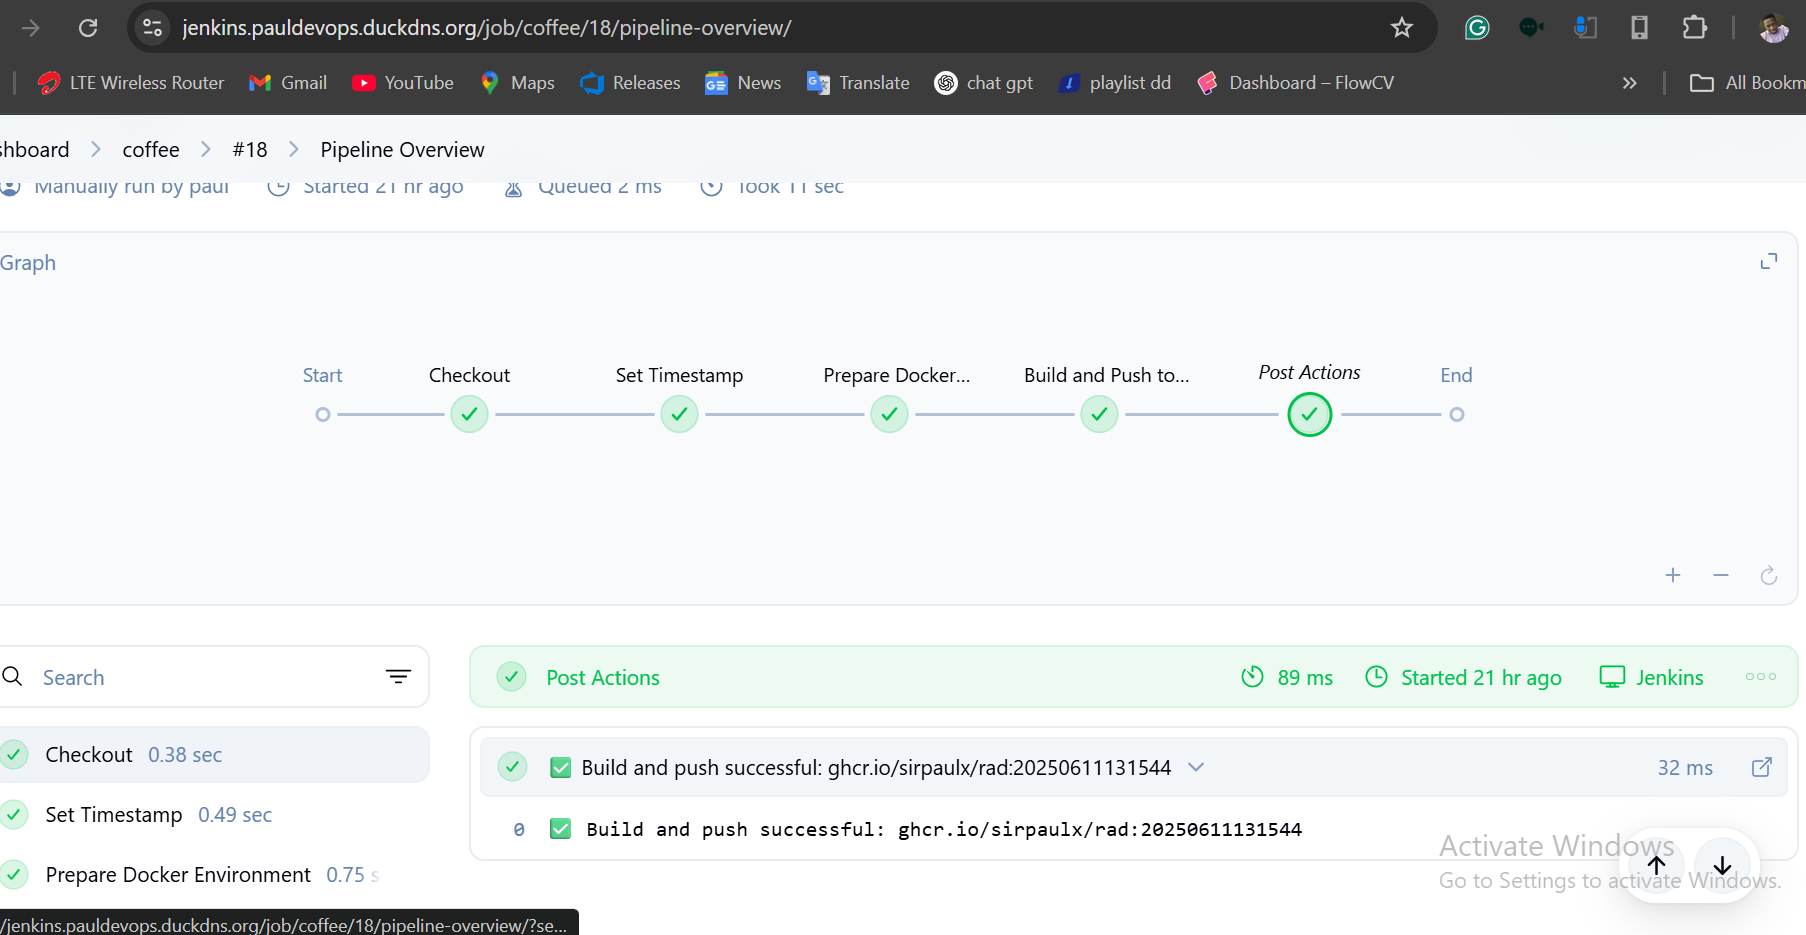 jenkins.pauldevops.duckdns.org/job/coffee/18/pipeline-overview/
LTE Wireless Router Gmail YouTube Maps Releases News Translate chat gpt playlist dd Dashboard – FlowCV » All Bookm
shboard > coffee > #18 > Pipeline Overview
Manually run by paul Started 21 hr ago Queued 2 ms Took 11 sec
Graph
Start Checkout Set Timestamp Prepare Docker... Build and Push to... Post Actions End
Search
Post Actions 89 ms Started 21 hr ago Jenkins
Checkout 0.38 sec
Set Timestamp 0.49 sec
Prepare Docker Environment 0.75 s
✅ Build and push successful: ghcr.io/sirpaulx/rad:20250611131544 32 ms
0 ✅ Build and push successful: ghcr.io/sirpaulx/rad:20250611131544
Activate Windows
Go to Settings to activate Windows.
/jenkins.pauldevops.duckdns.org/job/coffee/18/pipeline-overview/?se...